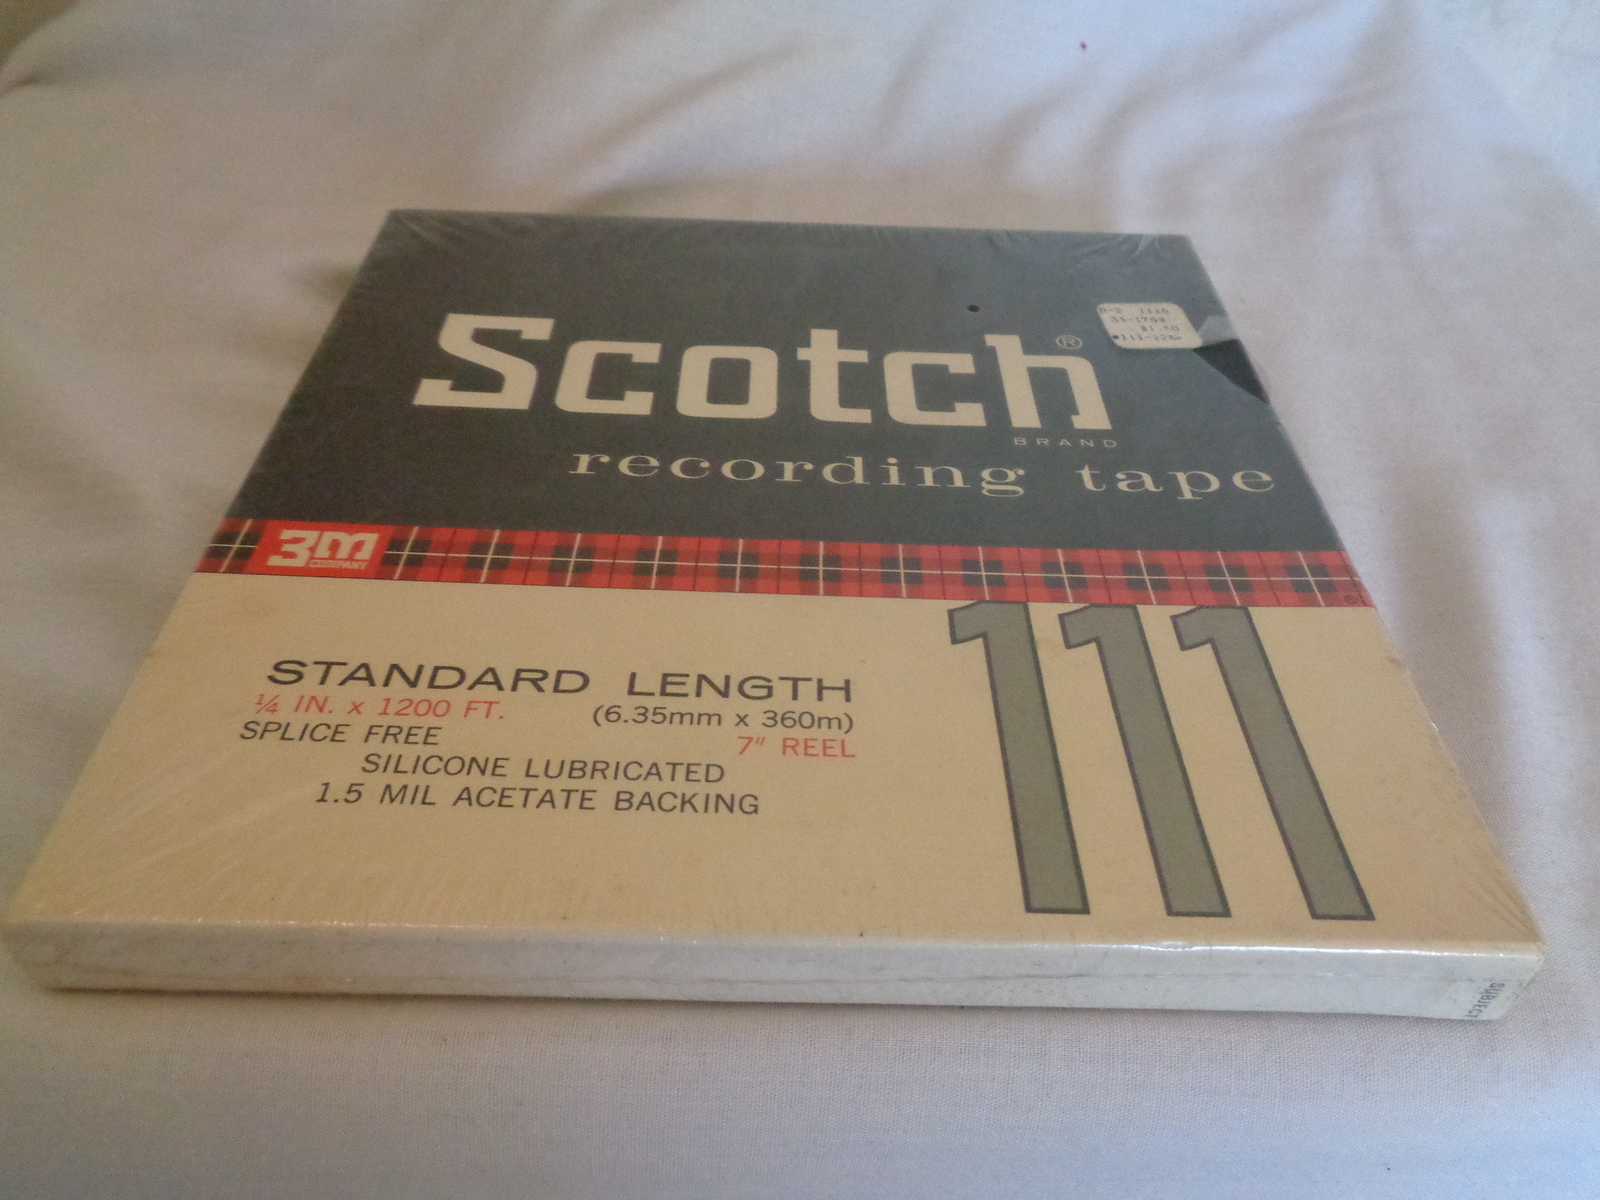 Scotch®
BRAND
recording tape
3M
COMPANY
111
STANDARD LENGTH
¼ IN. x 1200 FT. (6.35mm x 360m)
SPLICE FREE 7" REEL
SILICONE LUBRICATED
1.5 MIL ACETATE BACKING
SUBJECT